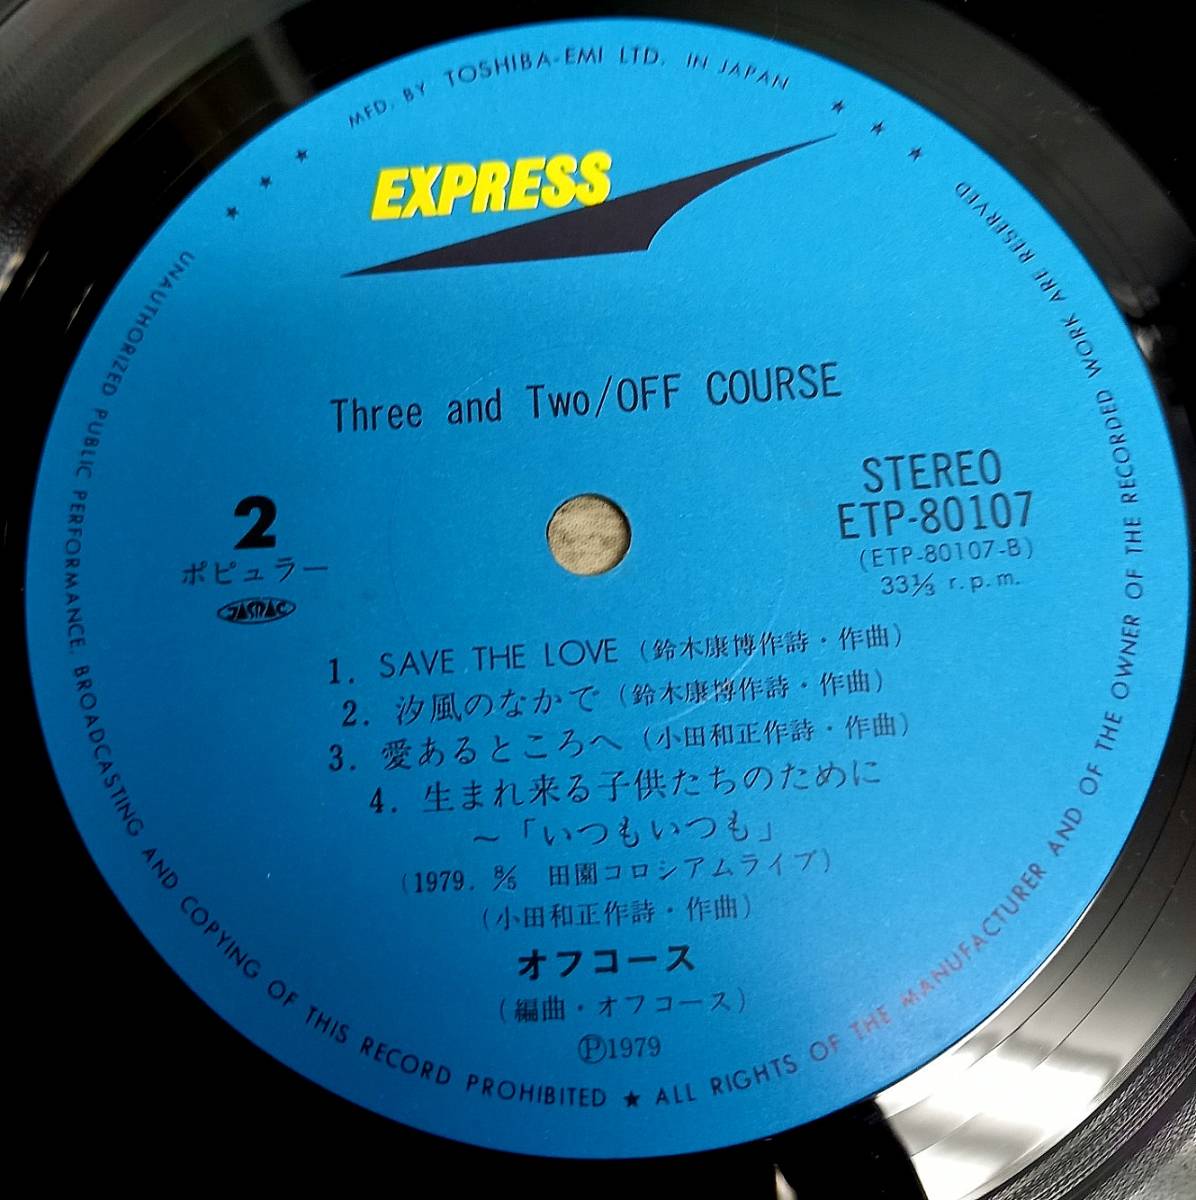 MFD. BY TOSHIBA-EMI LTD. IN JAPAN
★ ★ ★
★ ★ ★
EXPRESS
Three and Two/OFF COURSE
STEREO
ETP-80107
(ETP-80107-B)
33⅓ r.p.m.
2
ポピュラー
JASRAC
1. SAVE THE LOVE (鈴木康博作詩・作曲)
2. 汐風のなかで (鈴木康博作詩・作曲)
3. 愛あるところへ (小田和正作詩・作曲)
4. 生まれ来る子供たちのために
~「いつもいつも」
(1979. 8/5 田園コロシアムライブ)
(小田和正作詩・作曲)
オフコース
(編曲・オフコース)
Ⓟ1979
UNAUTHORIZED PUBLIC PERFORMANCE. BROADCASTING AND COPYING OF THIS RECORD PROHIBITED ★ ALL RIGHTS OF THE MANUFACTURER AND OF THE OWNER OF THE RECORDED WORK ARE RESERVED